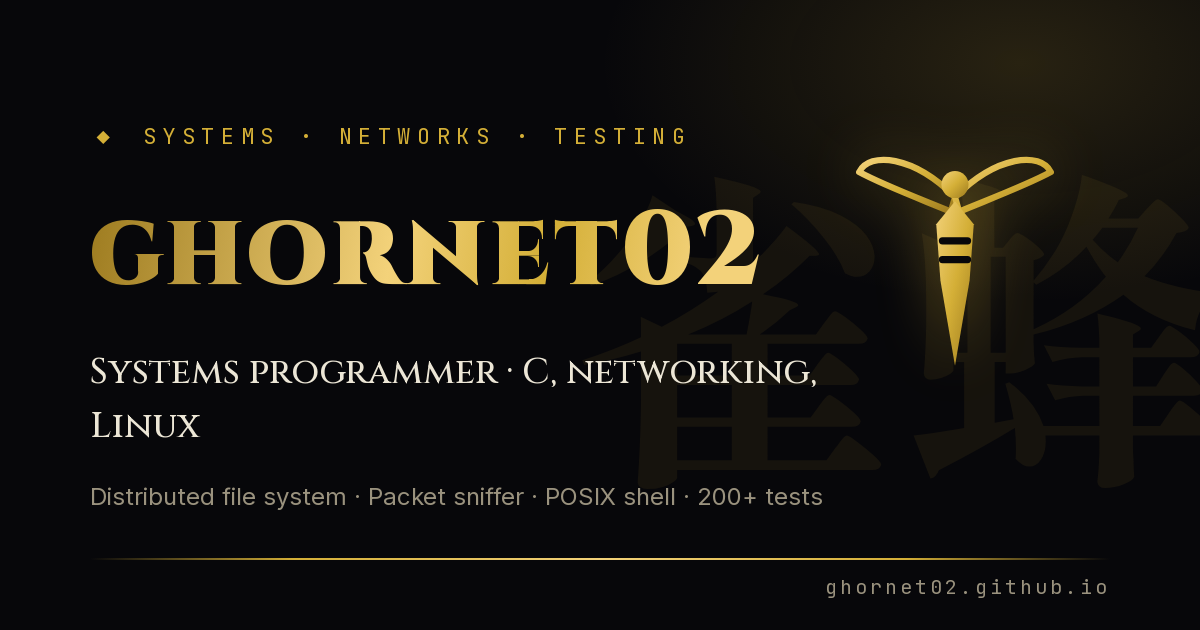 ◆ SYSTEMS · NETWORKS · TESTING
GHORNET02
雀蜂
Systems programmer · C, networking,
Linux
Distributed file system · Packet sniffer · POSIX shell · 200+ tests
ghornet02.github.io